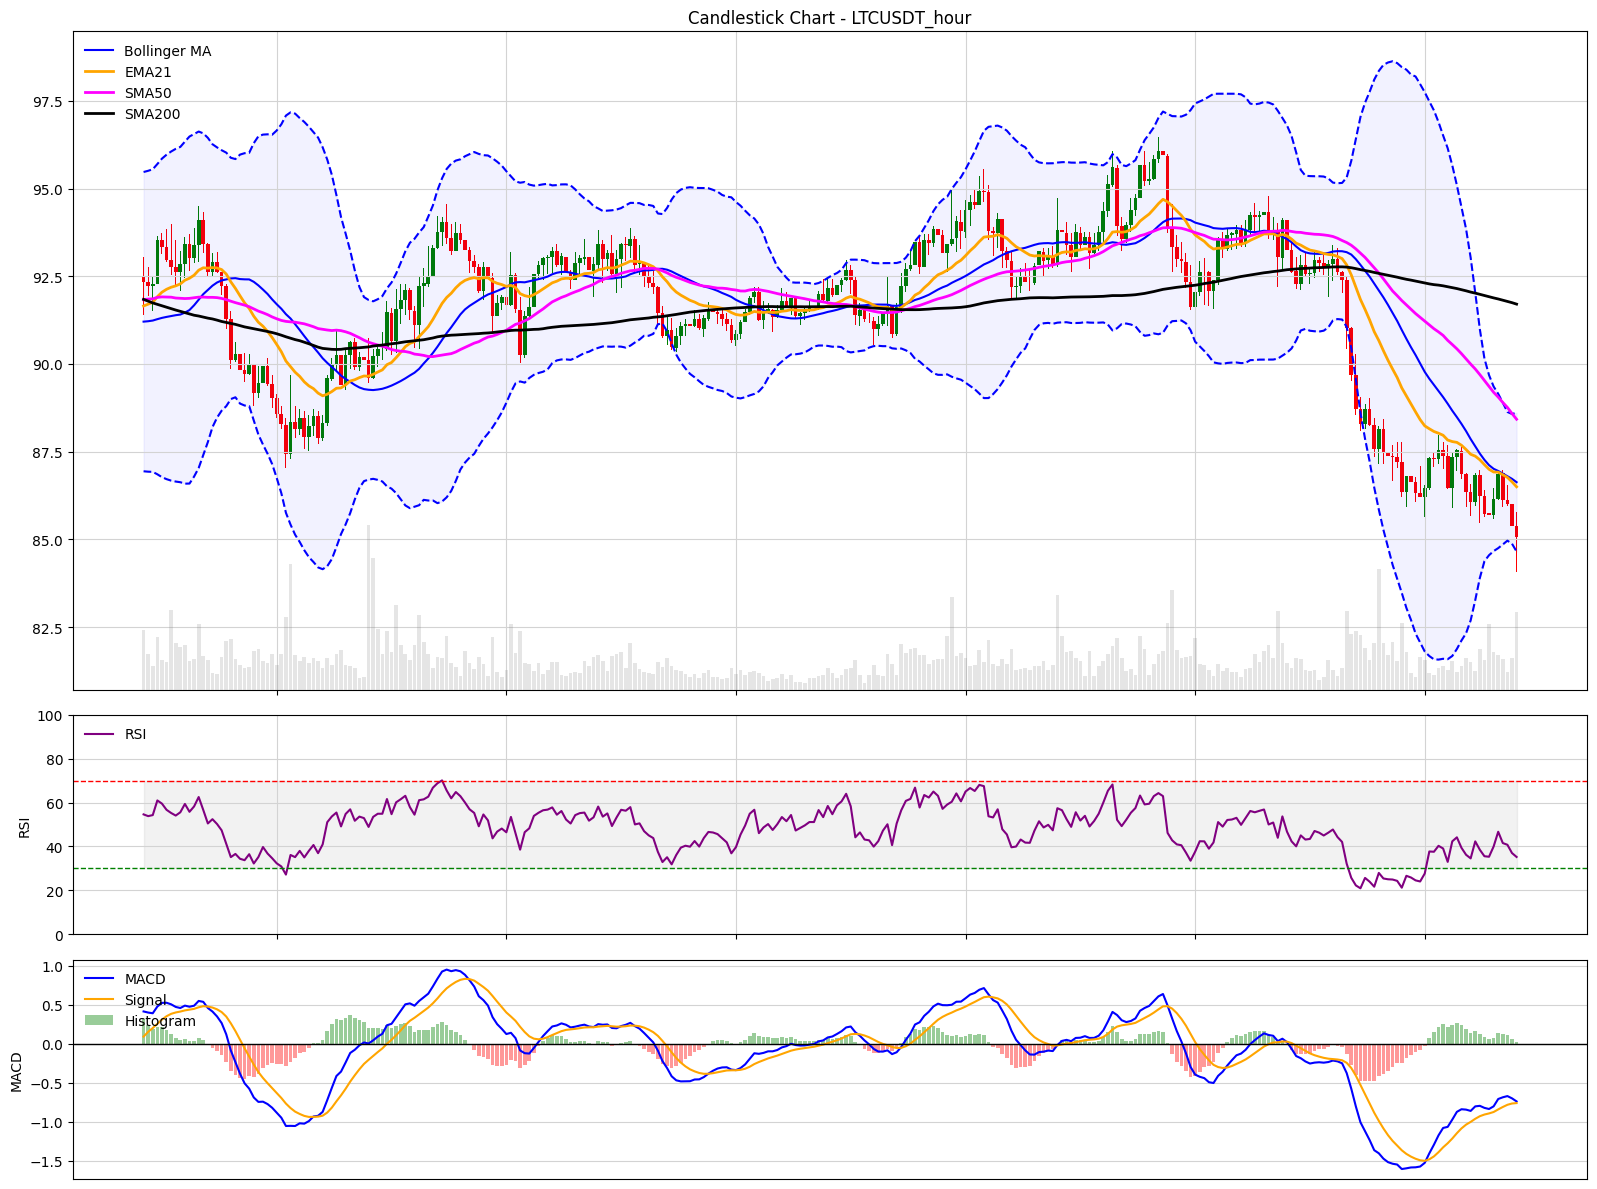 Candlestick Chart - LTCUSDT_hour
Bollinger MA
EMA21
SMA50
SMA200
97.5
95.0
92.5
90.0
87.5
85.0
82.5
RSI
100
80
60
40
20
0
RSI
MACD
Signal
Histogram
1.0
0.5
0.0
−0.5
−1.0
−1.5
MACD